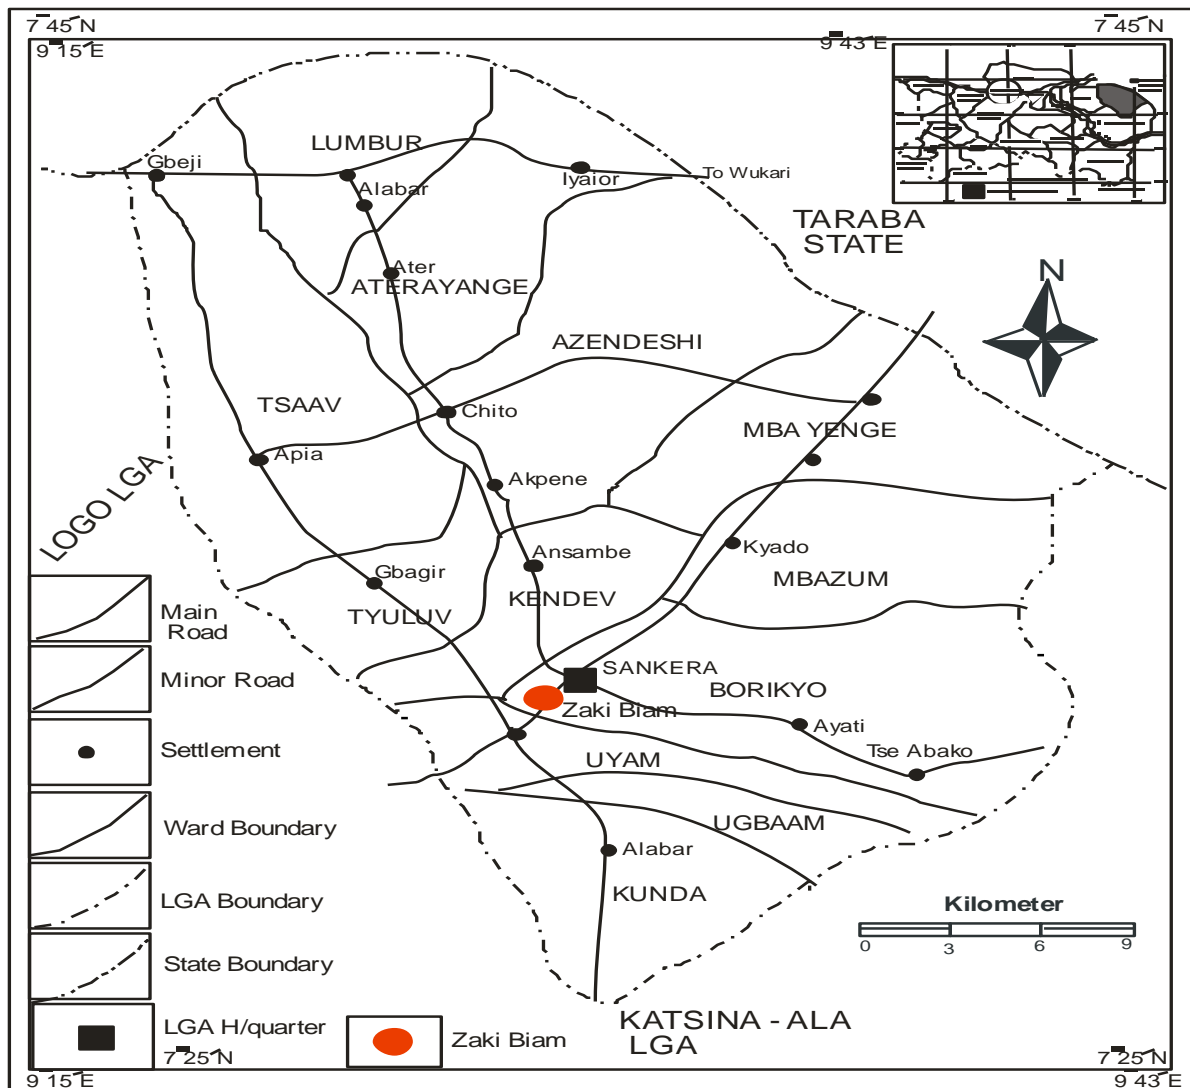 7 45 N
7 45 N
9 15 E
9 43 E
LUMBUR
Gbeji
Iyaior
To Wukari
Alabar
TARABA
STATE
Ater
ATERAYANGE
N
AZENDESHI
TSAAV
Chito
MBA YENGE
Apia
Akpene
LOGO LGA
Ansambe
Kyado
Gbagir
MBAZUM
KENDEV
TYULUV
Main
Road
SANKERA
Minor Road
BORIKYO
Zaki Biam
Ayati
Settlement
Tse Abako
UYAM
Ward Boundary
UGBAAM
Alabar
LGA Boundary
KUNDA
Kilometer
0 3 6 9
State Boundary
KATSINA - ALA
LGA
LGA H/quarter
Zaki Biam
7 25 N
7 25 N
9 15 E
9 43 E